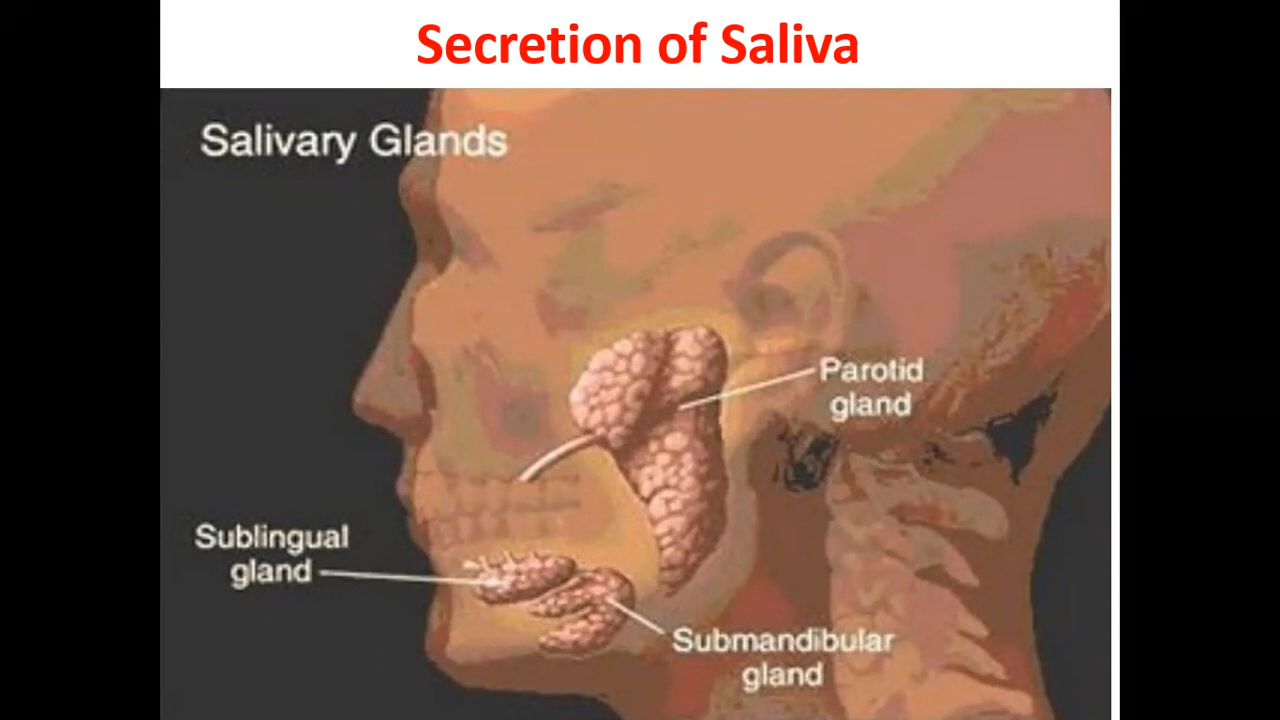 Secretion of Saliva
Salivary Glands
Parotid
gland
Sublingual
gland
Submandibular
gland